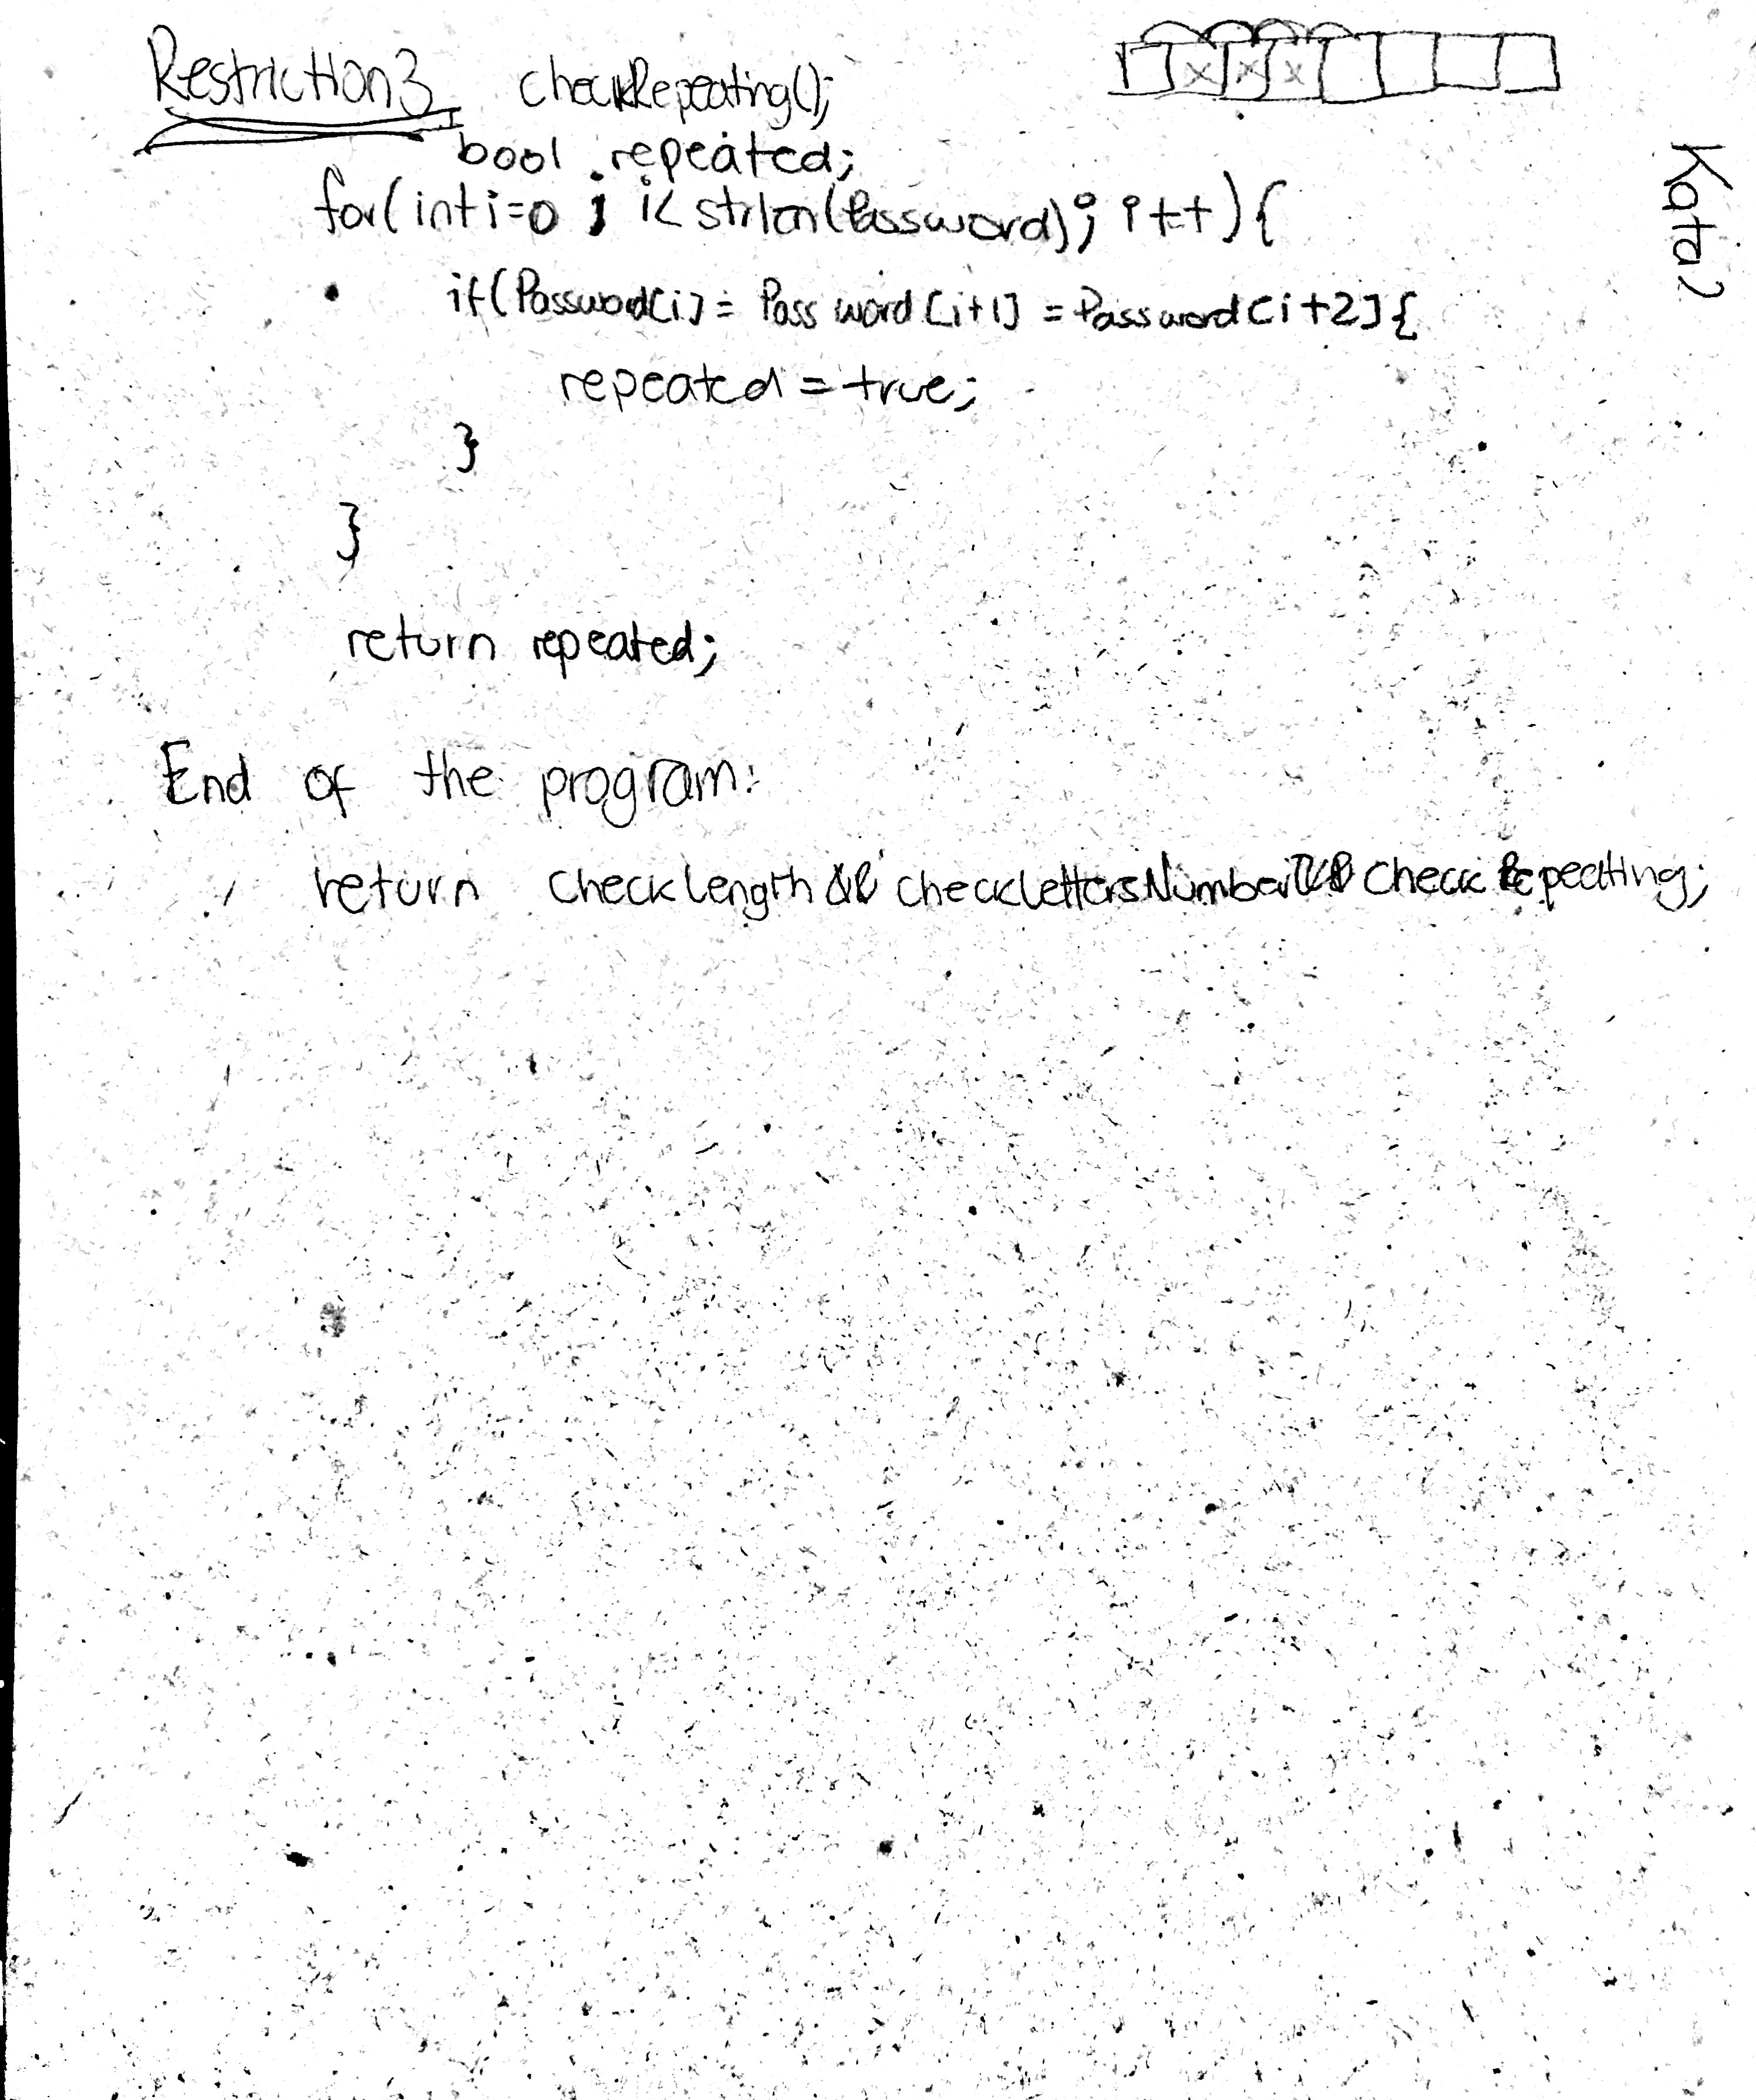 Restriction3 checkRepeating();
bool repeated;
for(int i=0 ; i< strlen(Password); i++){
if(Password[i] = Password[i+1] = Password[i+2]{
repeated = true;
}
}
return repeated;
End of the program:
return checkLength && checkLettersNumber && CheckRepeating;
Kata2